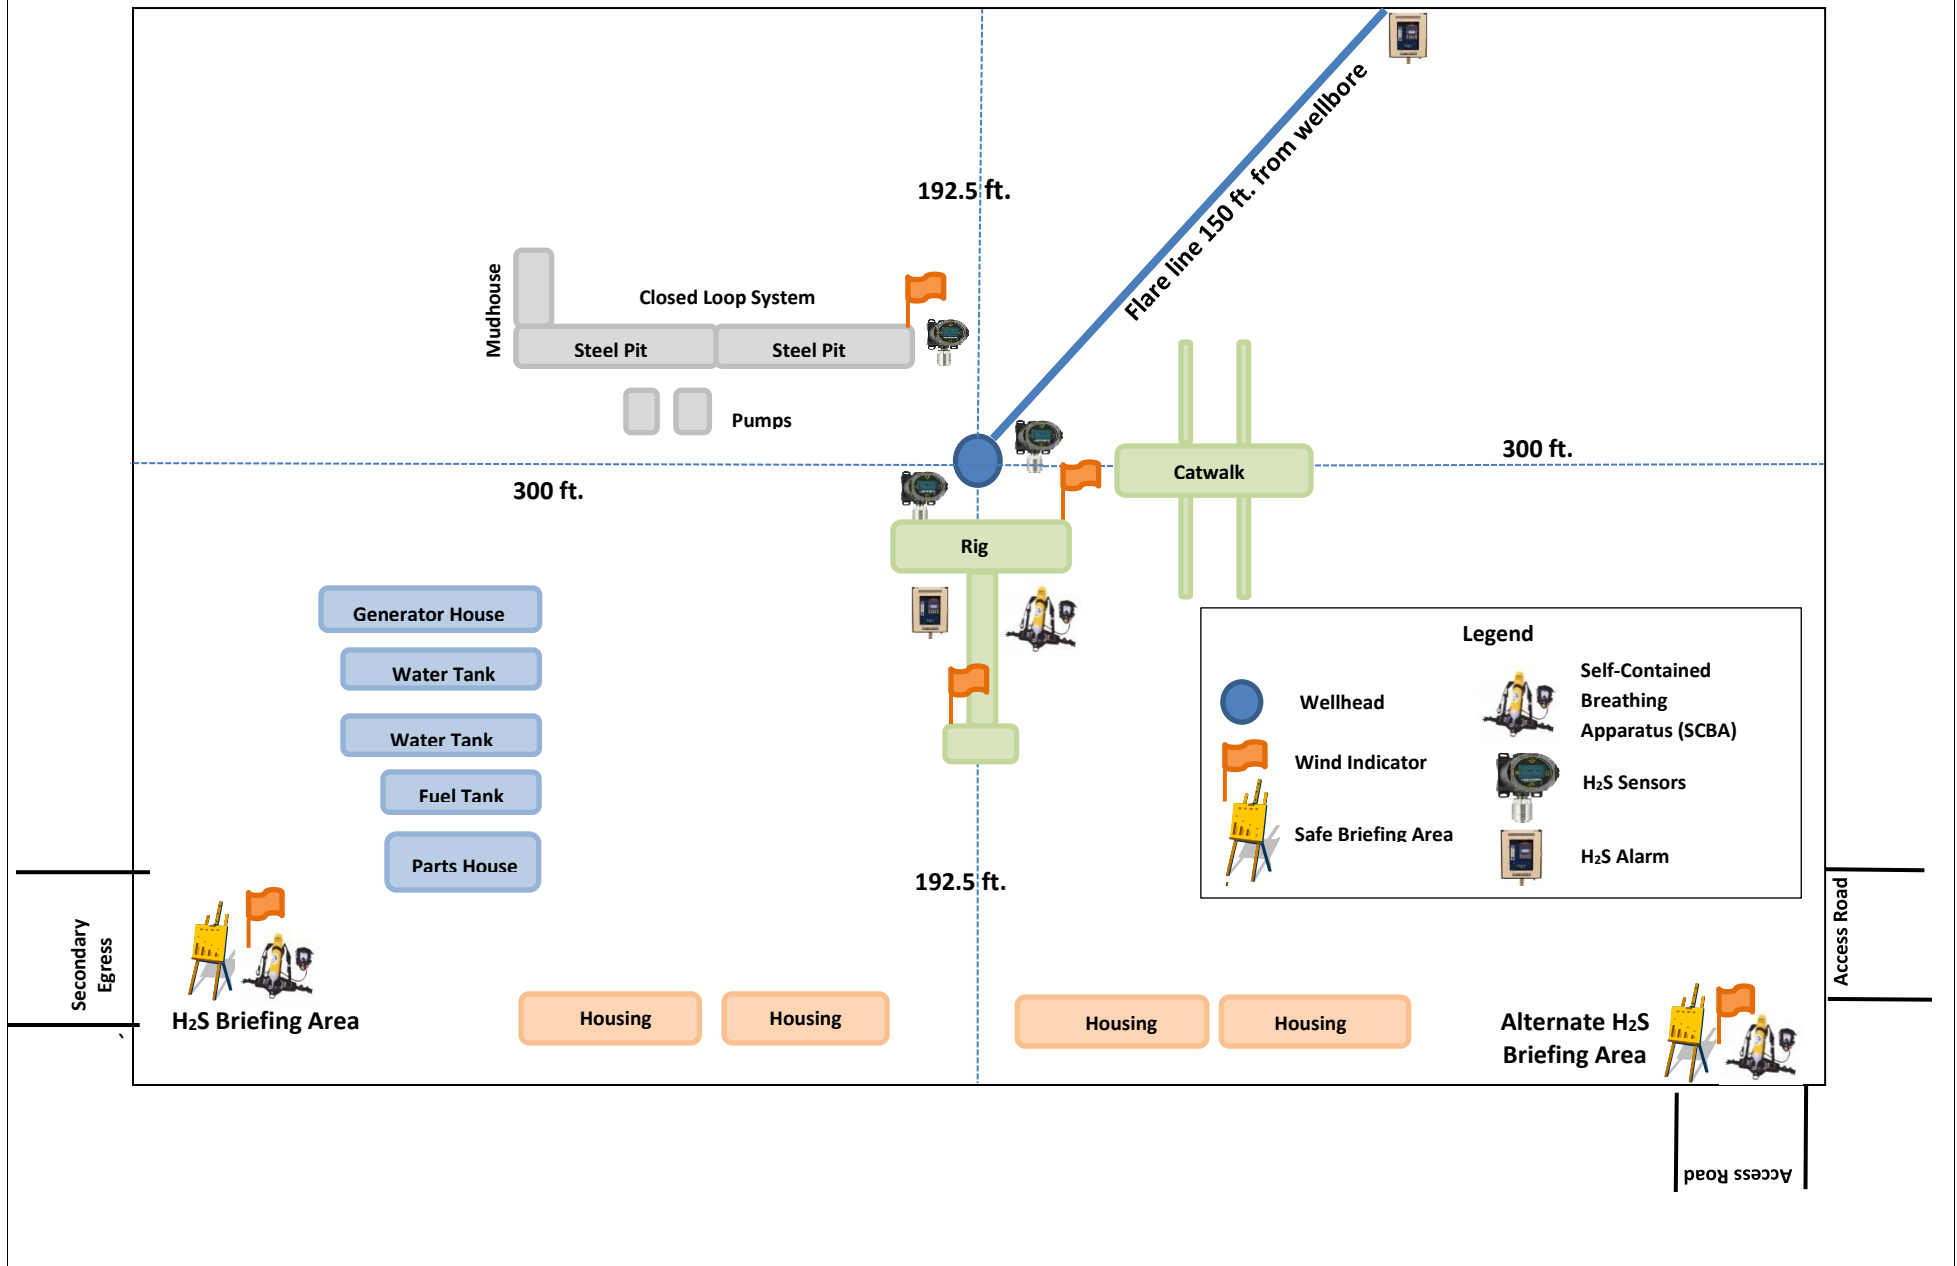 192.5 ft.
Flare line 150 ft. from wellbore
Mudhouse
Closed Loop System
Steel Pit
Steel Pit
Pumps
300 ft.
300 ft.
Catwalk
Rig
Generator House
Water Tank
Water Tank
Fuel Tank
Parts House
192.5 ft.
Legend
Wellhead
Wind Indicator
Safe Briefing Area
Self-Contained
Breathing
Apparatus (SCBA)
H2S Sensors
H2S Alarm
Secondary
Egress
H2S Briefing Area
Housing
Housing
Housing
Housing
Alternate H2S
Briefing Area
Access Road
Access Road